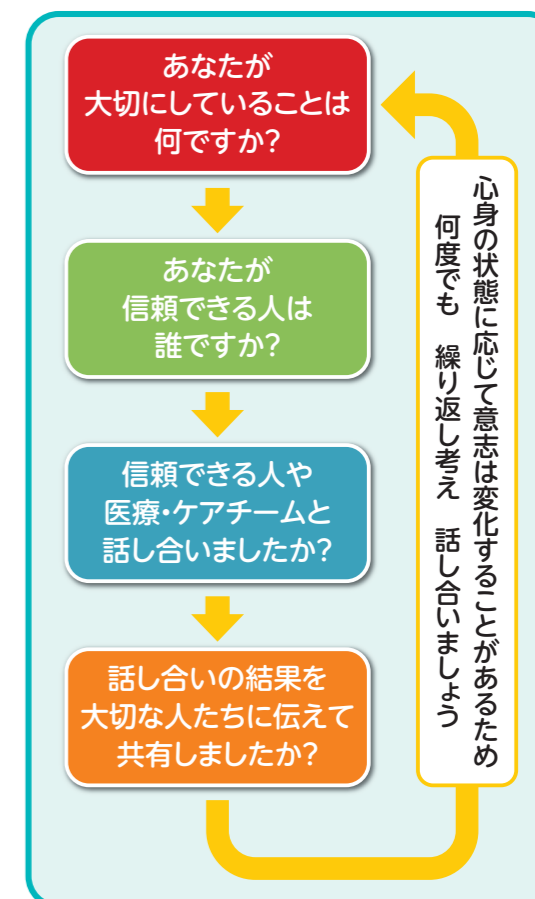 あなたが
大切にしていることは
何ですか?
あなたが
信頼できる人は
誰ですか?
信頼できる人や
医療・ケアチームと
話し合いましたか?
話し合いの結果を
大切な人たちに伝えて
共有しましたか?
心身の状態に応じて意志は変化することがあるため
何度でも　繰り返し考え　話し合いましょう